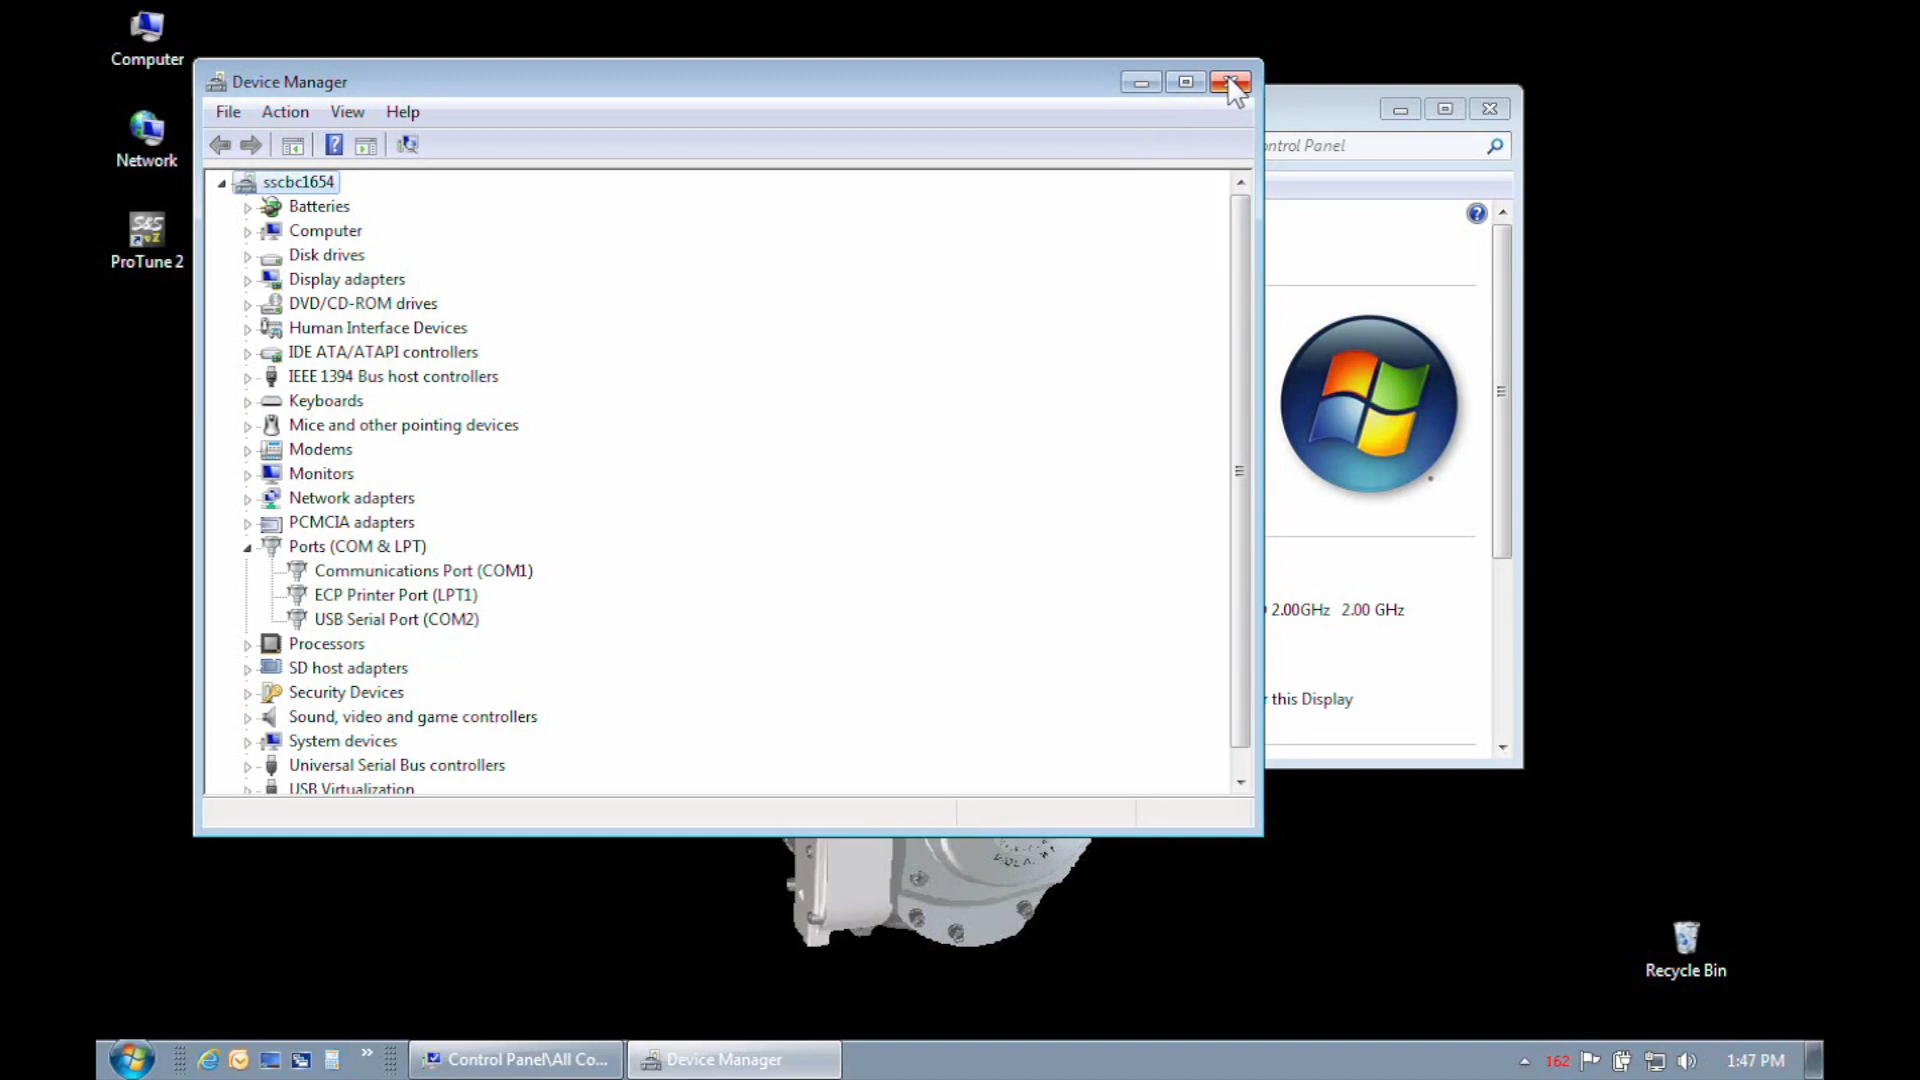 Computer
Network
S&S
VZ
ProTune 2
Device Manager
File Action View Help
sscbc1654
Batteries
Computer
Disk drives
Display adapters
DVD/CD-ROM drives
Human Interface Devices
IDE ATA/ATAPI controllers
IEEE 1394 Bus host controllers
Keyboards
Mice and other pointing devices
Modems
Monitors
Network adapters
PCMCIA adapters
Ports (COM & LPT)
Communications Port (COM1)
ECP Printer Port (LPT1)
USB Serial Port (COM2)
Processors
SD host adapters
Security Devices
Sound, video and game controllers
System devices
Universal Serial Bus controllers
USB Virtualization
ontrol Panel
2.00GHz 2.00 GHz
this Display
Recycle Bin
Control Panel\All Co...
Device Manager
162
1:47 PM